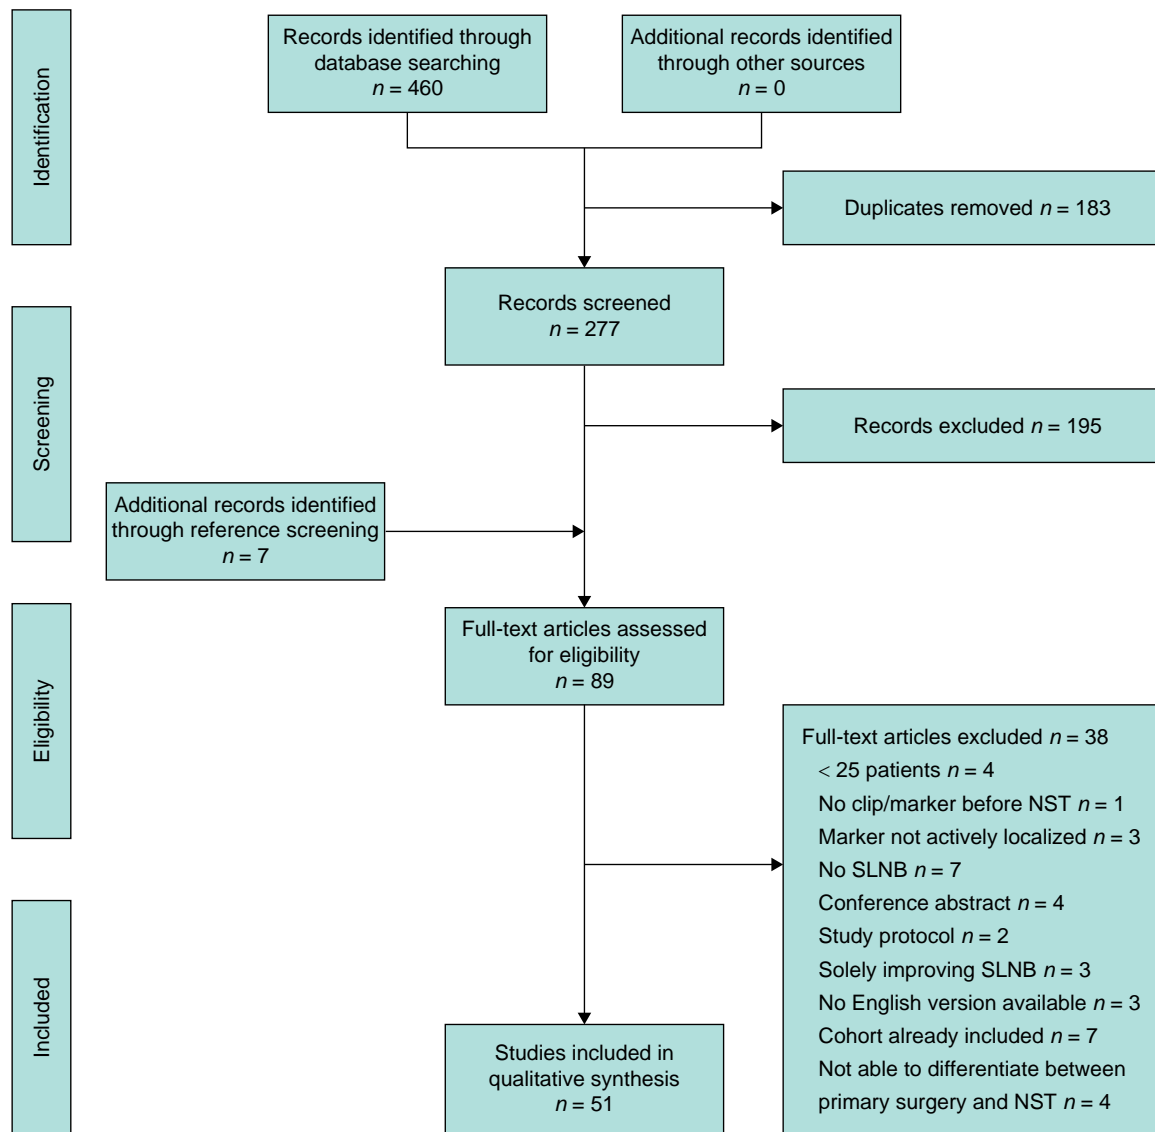 Identification
Records identified through
database searching
n = 460
Additional records identified
through other sources
n = 0
Duplicates removed n = 183
Screening
Records screened
n = 277
Records excluded n = 195
Additional records identified
through reference screening
n = 7
Eligibility
Full-text articles assessed
for eligibility
n = 89
Full-text articles excluded n = 38
< 25 patients n = 4
No clip/marker before NST n = 1
Marker not actively localized n = 3
No SLNB n = 7
Conference abstract n = 4
Study protocol n = 2
Solely improving SLNB n = 3
No English version available n = 3
Cohort already included n = 7
Not able to differentiate between
primary surgery and NST n = 4
Included
Studies included in
qualitative synthesis
n = 51